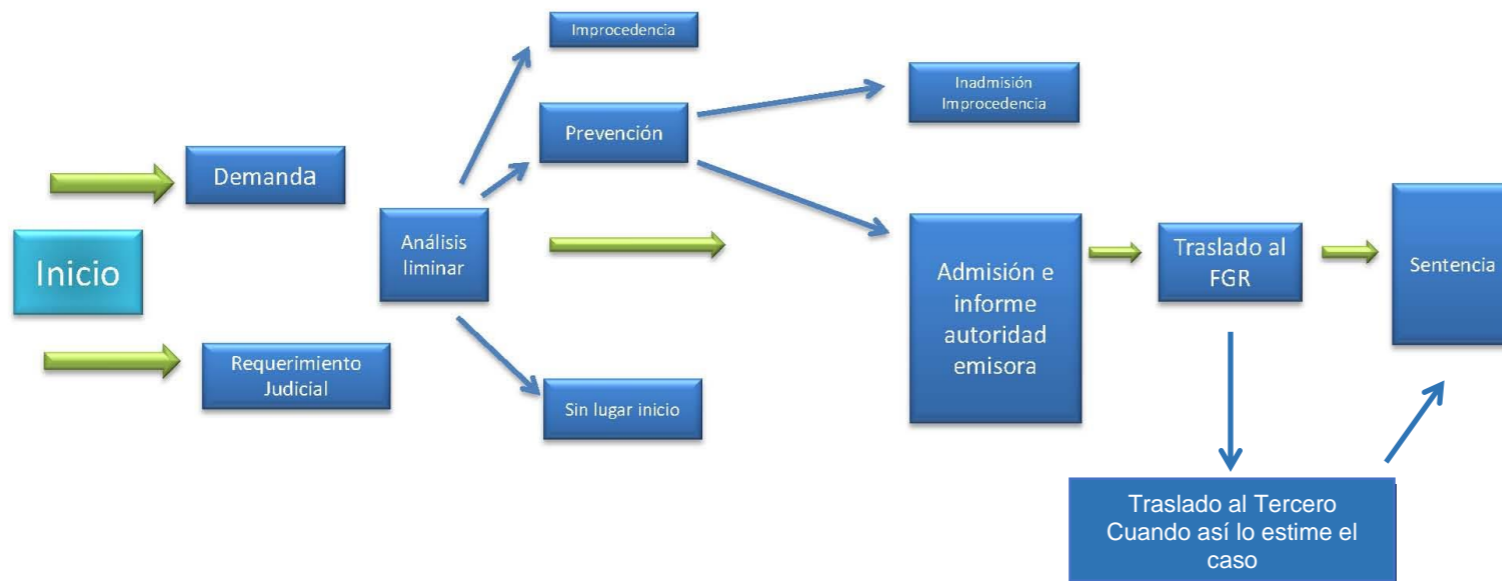 Inicio
Demanda
Requerimiento
Judicial
Análisis
liminar
Improcedencia
Prevención
Sin lugar inicio
Inadmisión
Improcedencia
Admisión e
informe
autoridad
emisora
Traslado al
FGR
Sentencia
Traslado al Tercero
Cuando así lo estime el
caso